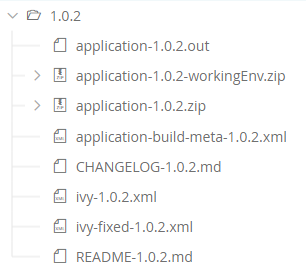 1.0.2
application-1.0.2.out
application-1.0.2-workingEnv.zip
application-1.0.2.zip
application-build-meta-1.0.2.xml
CHANGELOG-1.0.2.md
ivy-1.0.2.xml
ivy-fixed-1.0.2.xml
README-1.0.2.md